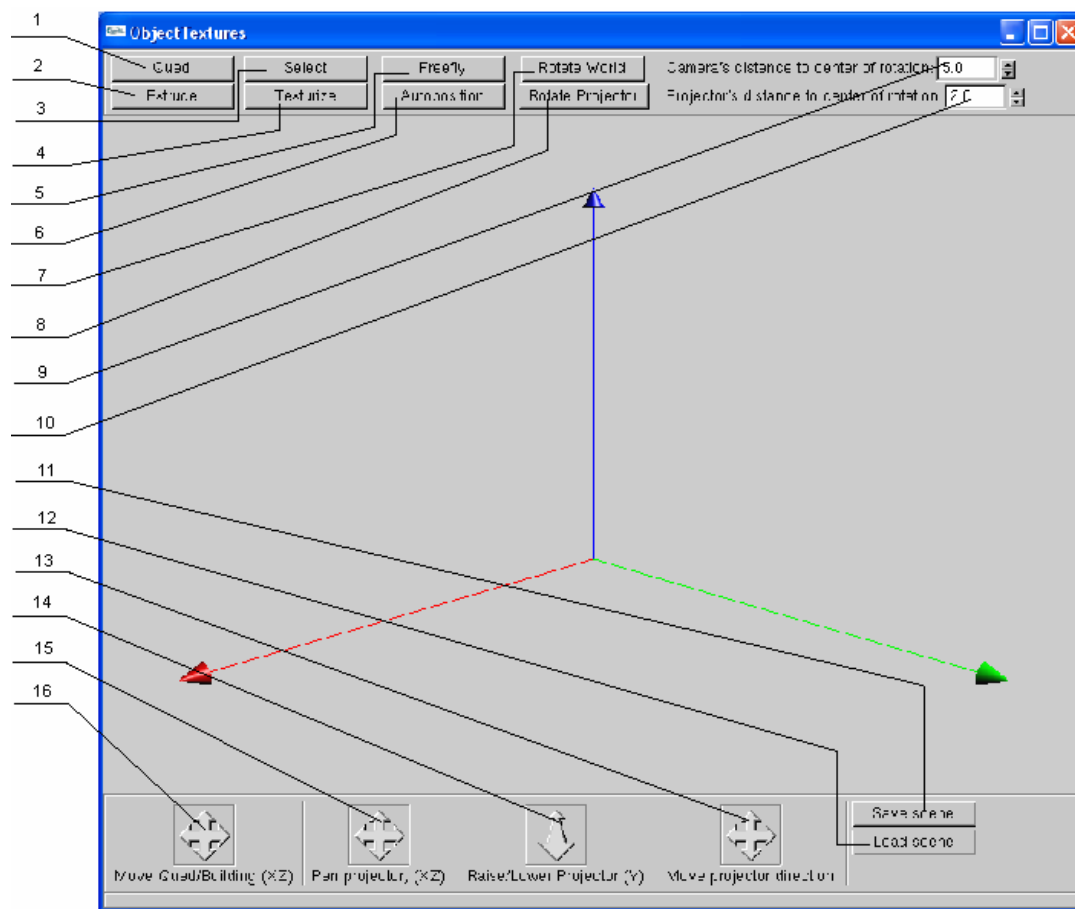 1
Object Textures
2
Quad Select Freefly Rotate World Camera's distance to center of rotation: 5.0
Extrude Texturize Autoposition Rotate Projector Projector's distance to center of rotation 2.0
3
4
5
6
7
8
9
10
11
12
13
14
15
16
Save scene
Load scene
Move Quad/Building (XZ) Pan projector, (XZ) Raise/Lower Projector (Y) Move projector direction